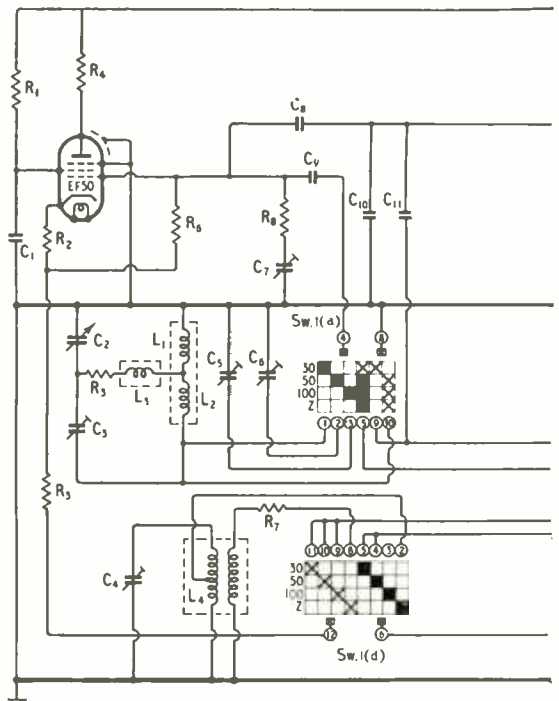 R1
R4
C8
EF50
C9
R2
R6
R8
C10
C11
C1
C7
Sw.1(a)
4
8
C2
L1
C5
C6
R5
L3
L2
30
50
100
Z
C3
1 2 3 5 9 10
R3
R7
11 10 9 8 5 4 3 2
C4
L4
30
50
100
Z
12
6
Sw.1(d)